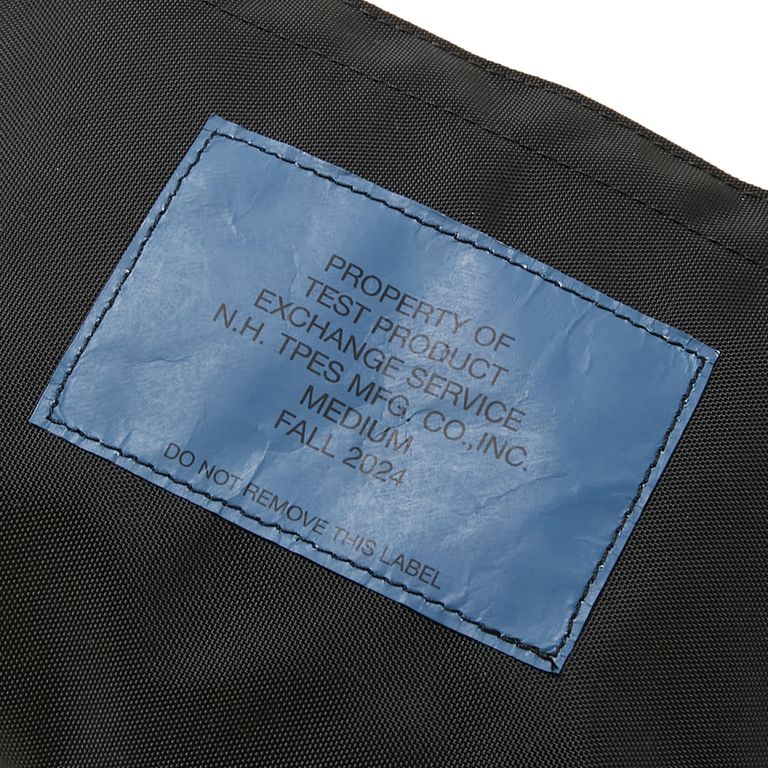 PROPERTY OF
TEST PRODUCT
EXCHANGE SERVICE
N.H. TPES MFG. CO., INC.
MEDIUM
FALL 2024
DO NOT REMOVE THIS LABEL